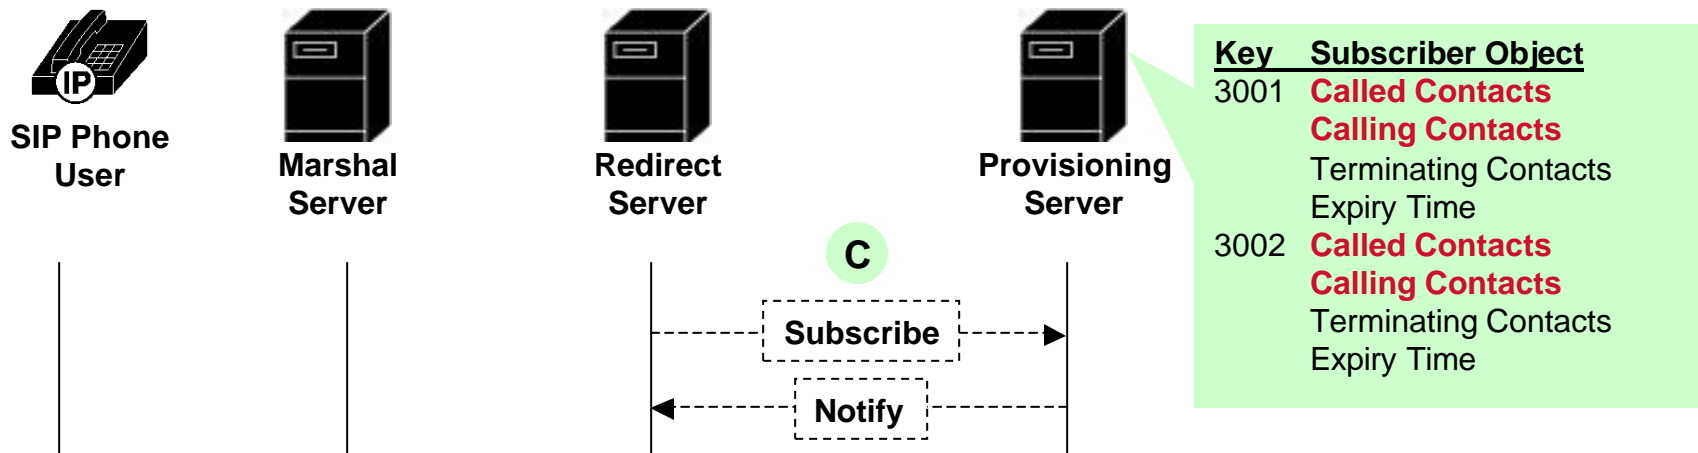 IP
SIP Phone
User
Marshal
Server
Redirect
Server
Provisioning
Server
C
Subscribe
Notify
Key Subscriber Object
3001 Called Contacts
Calling Contacts
Terminating Contacts
Expiry Time
3002 Called Contacts
Calling Contacts
Terminating Contacts
Expiry Time